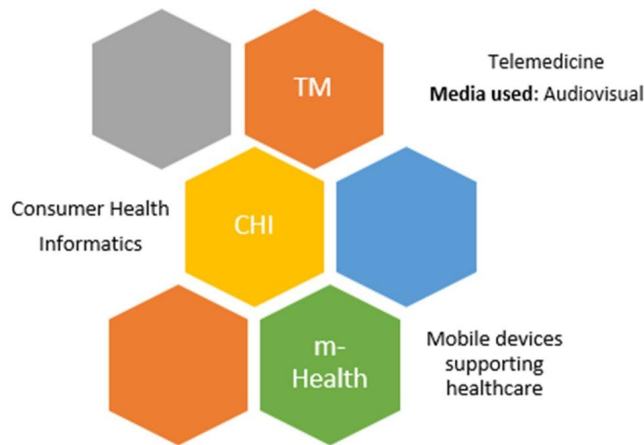 TM
Telemedicine
Media used: Audiovisual
Consumer Health
Informatics
CHI
m-
Health
Mobile devices
supporting
healthcare